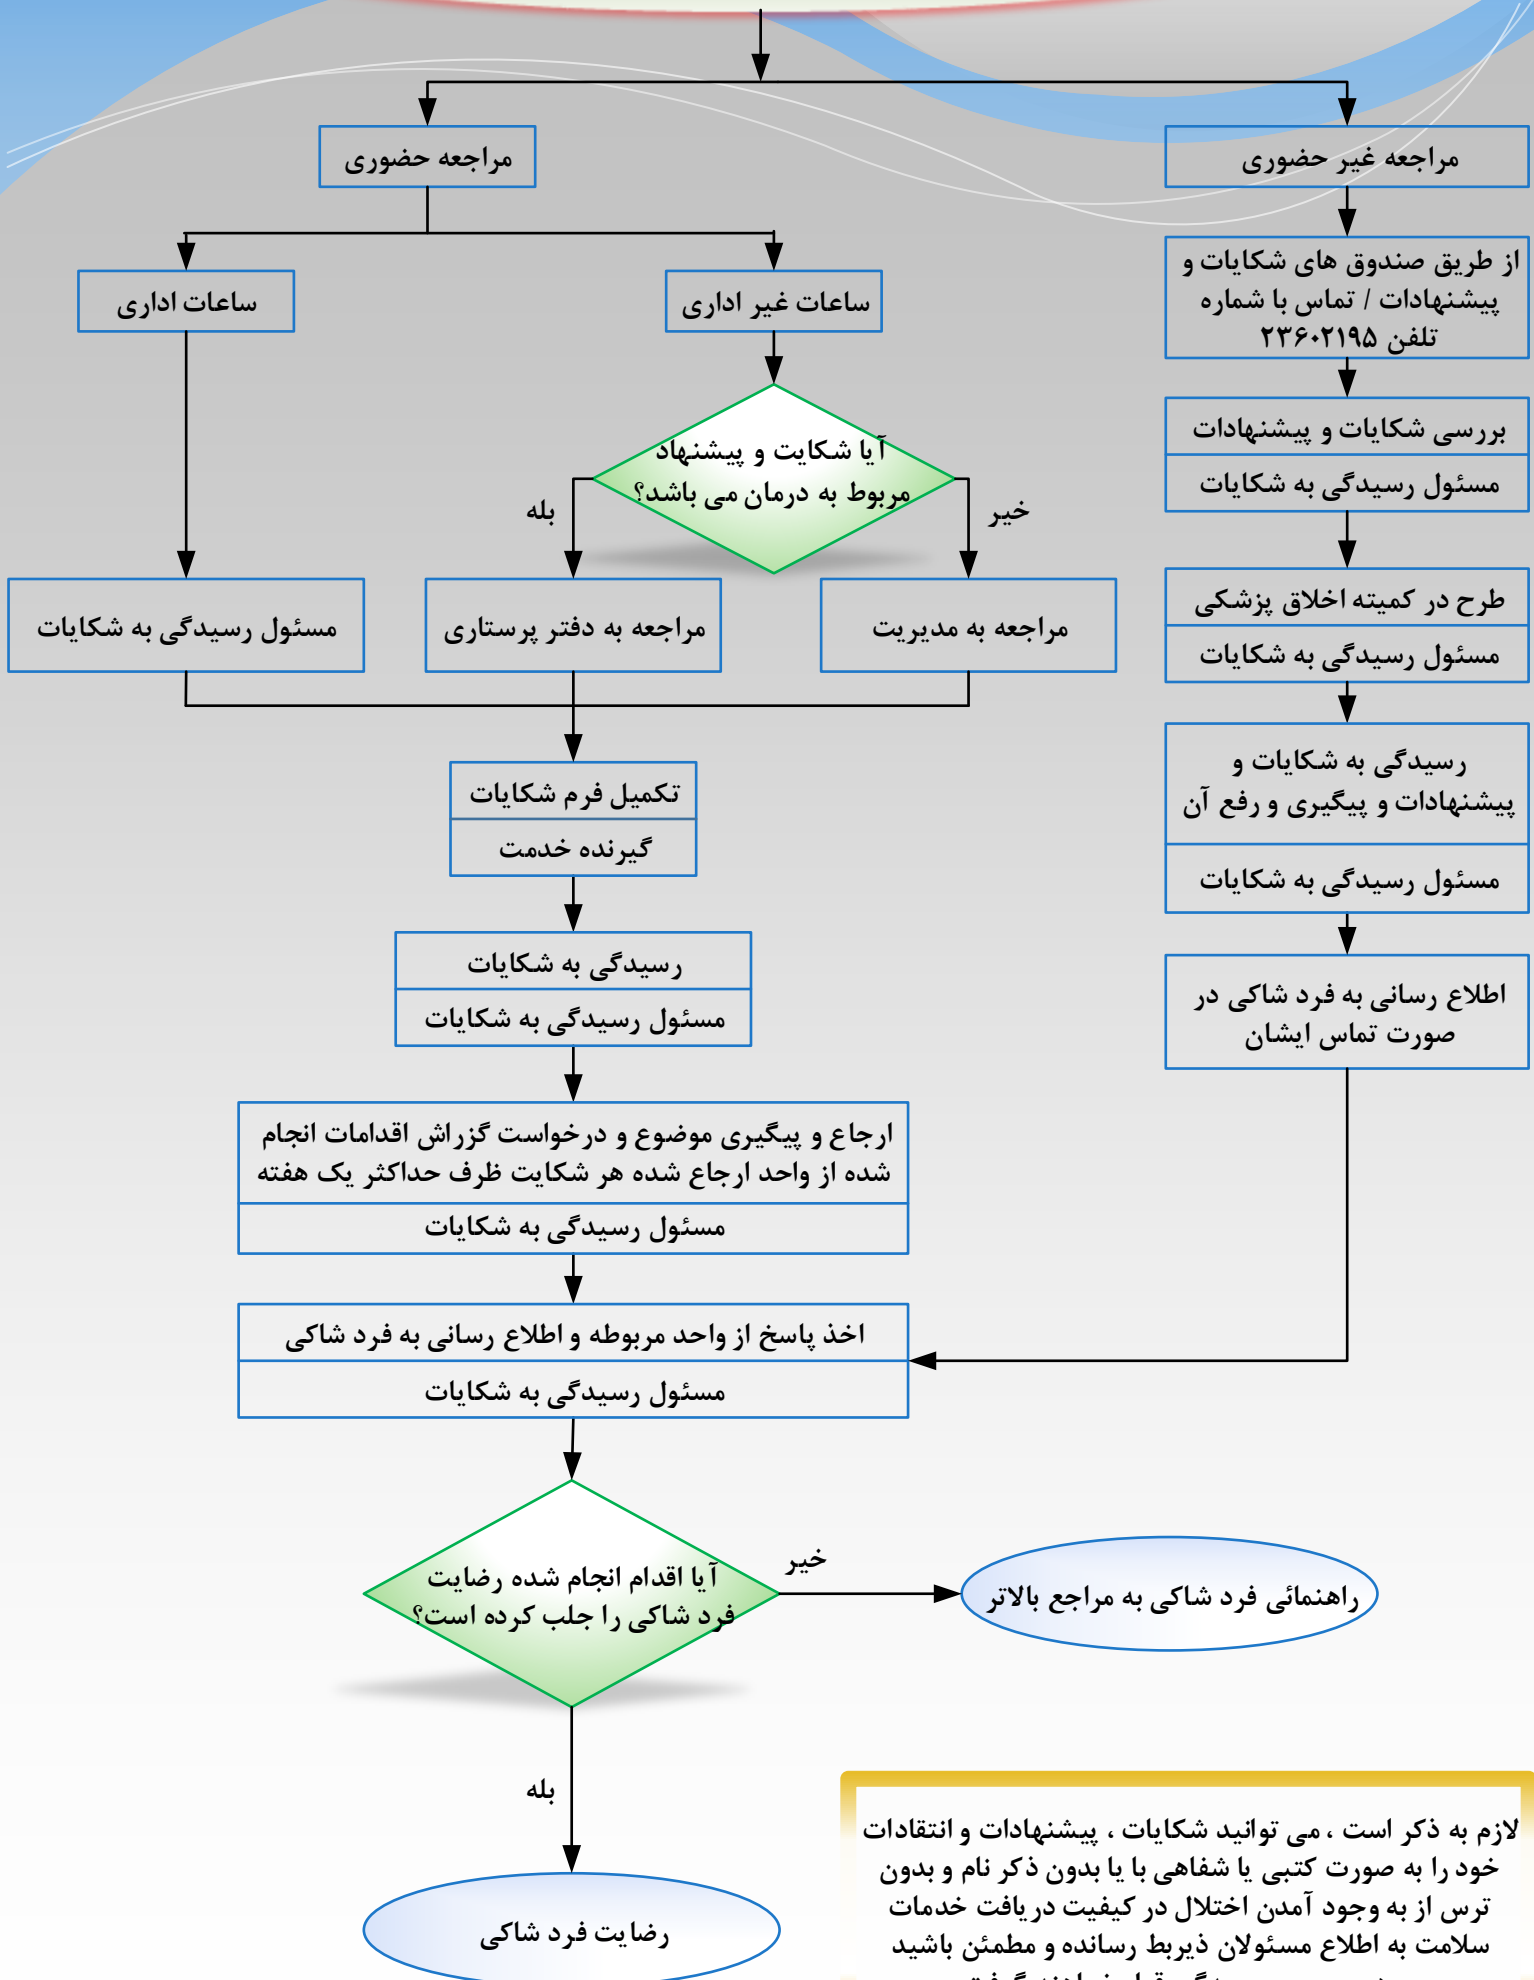 مراجعه حضوری
مراجعه غیر حضوری
ساعات اداری
ساعات غیر اداری
از طریق صندوق های شکایات و
پیشنهادات / تماس با شماره
تلفن ۲۳۶۰۲۱۹۵
آیا شکایت و پیشنهاد
مربوط به درمان می باشد؟
بله
خیر
بررسی شکایات و پیشنهادات
مسئول رسیدگی به شکایات
مسئول رسیدگی به شکایات
مراجعه به دفتر پرستاری
مراجعه به مدیریت
طرح در کمیته اخلاق پزشکی
مسئول رسیدگی به شکایات
رسیدگی به شکایات و
پیشنهادات و پیگیری و رفع آن
مسئول رسیدگی به شکایات
تکمیل فرم شکایات
گیرنده خدمت
رسیدگی به شکایات
مسئول رسیدگی به شکایات
اطلاع رسانی به فرد شاکی در
صورت تماس ایشان
ارجاع و پیگیری موضوع و درخواست گزراش اقدامات انجام
شده از واحد ارجاع شده هر شکایت ظرف حداکثر یک هفته
مسئول رسیدگی به شکایات
اخذ پاسخ از واحد مربوطه و اطلاع رسانی به فرد شاکی
مسئول رسیدگی به شکایات
آیا اقدام انجام شده رضایت
فرد شاکی را جلب کرده است؟
خیر
راهنمائی فرد شاکی به مراجع بالاتر
بله
رضایت فرد شاکی
لازم به ذکر است ، می توانید شکایات ، پیشنهادات و انتقادات
خود را به صورت کتبی یا شفاهی با یا بدون ذکر نام و بدون
ترس از به وجود آمدن اختلال در کیفیت دریافت خدمات
سلامت به اطلاع مسئولان ذیربط رسانده و مطمئن باشید